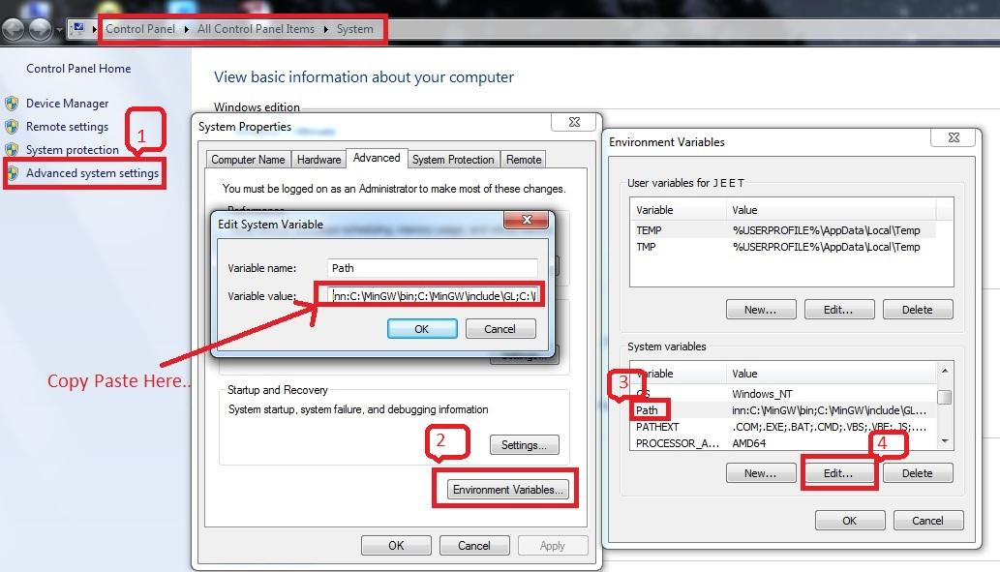 Control Panel ▸ All Control Panel Items ▸ System
Control Panel Home
Device Manager
Remote settings
System protection
Advanced system settings
1
View basic information about your computer
Windows edition
System Properties
Computer Name
Hardware
Advanced
System Protection
Remote
You must be logged on as an Administrator to make most of these changes.
Performance
Edit System Variable
Variable name:
Path
Variable value:
inn:C:\MinGW\bin;C:\MinGW\include\GL;C:\
OK
Cancel
Copy Paste Here..
Settings...
Startup and Recovery
System startup, system failure, and debugging information
2
Settings...
Environment Variables...
OK
Cancel
Apply
Environment Variables
User variables for JEET
Variable Value
TEMP %USERPROFILE%\AppData\Local\Temp
TMP %USERPROFILE%\AppData\Local\Temp
New...
Edit...
Delete
System variables
Variable Value
3
OS Windows_NT
Path inn:C:\MinGW\bin;C:\MinGW\include\GL...
PATHEXT .COM;.EXE;.BAT;.CMD;.VBS;.VBE;.JS;....
PROCESSOR_A... AMD64
4
New...
Edit...
Delete
OK
Cancel